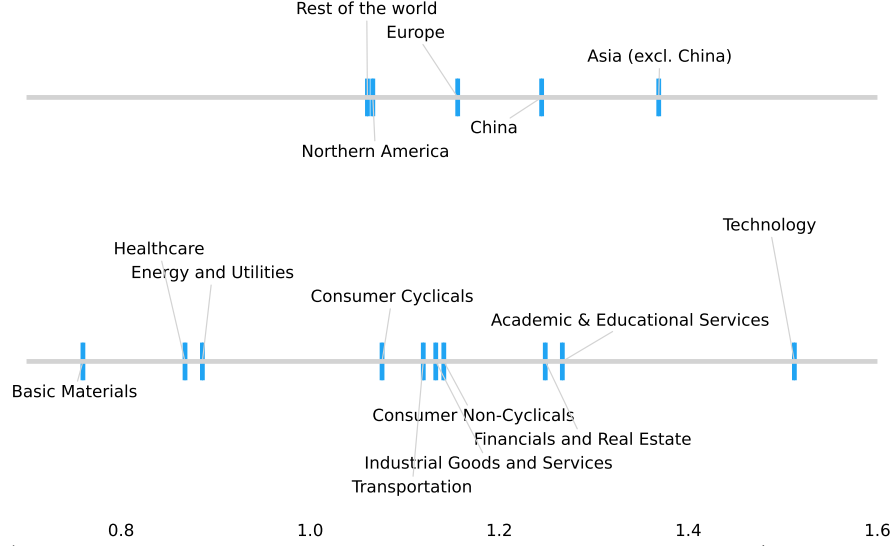 Rest of the world
Europe
Asia (excl. China)
China
Northern America
Technology
Healthcare
Energy and Utilities
Consumer Cyclicals
Academic & Educational Services
Basic Materials
Consumer Non-Cyclicals
Financials and Real Estate
Industrial Goods and Services
Transportation
0.8 1.0 1.2 1.4 1.6